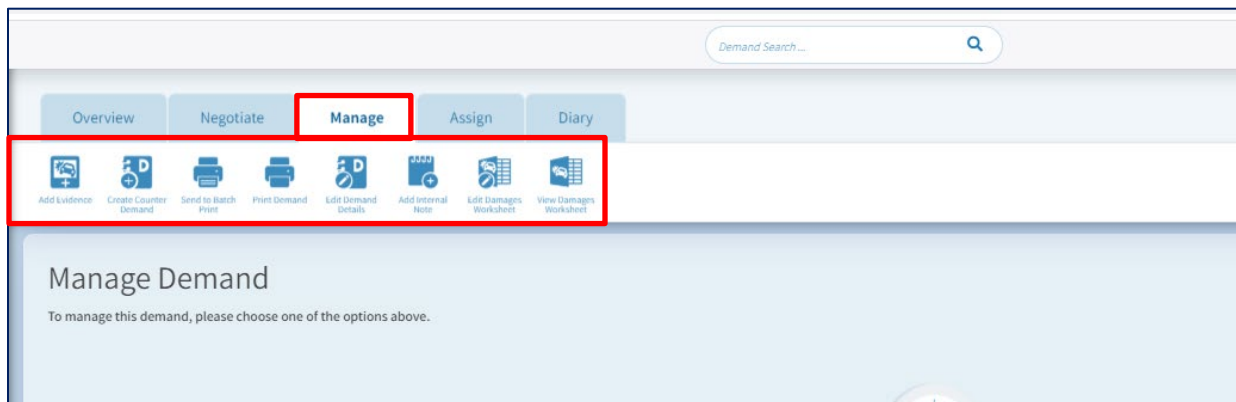 Demand Search ...
Overview Negotiate Manage Assign Diary
Add Evidence Create Counter Send to Batch Print Demand Edit Demand Add Internal Edit Damages View Damages
Demand Print Details Note Worksheet Worksheet
Manage Demand
To manage this demand, please choose one of the options above.